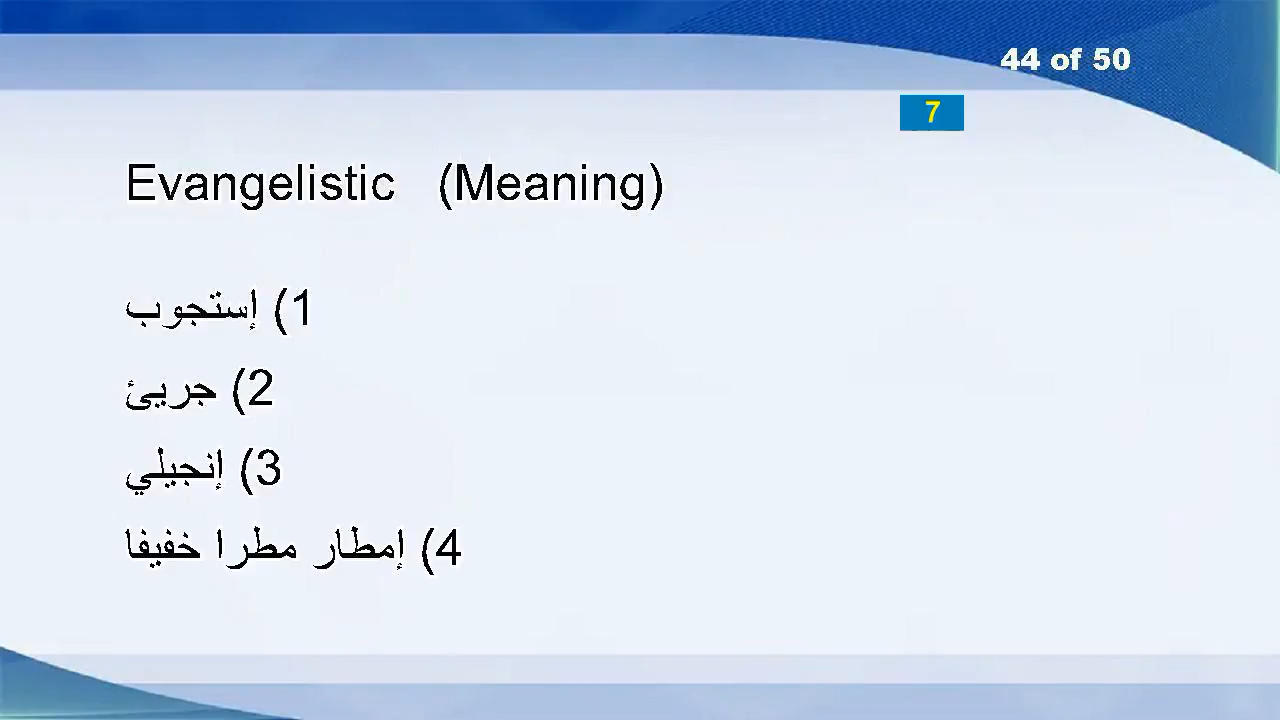 44 of 50
7
Evangelistic (Meaning)
1) إستجوب
2) جريئ
3) إنجيلي
4) إمطار مطرا خفيفا